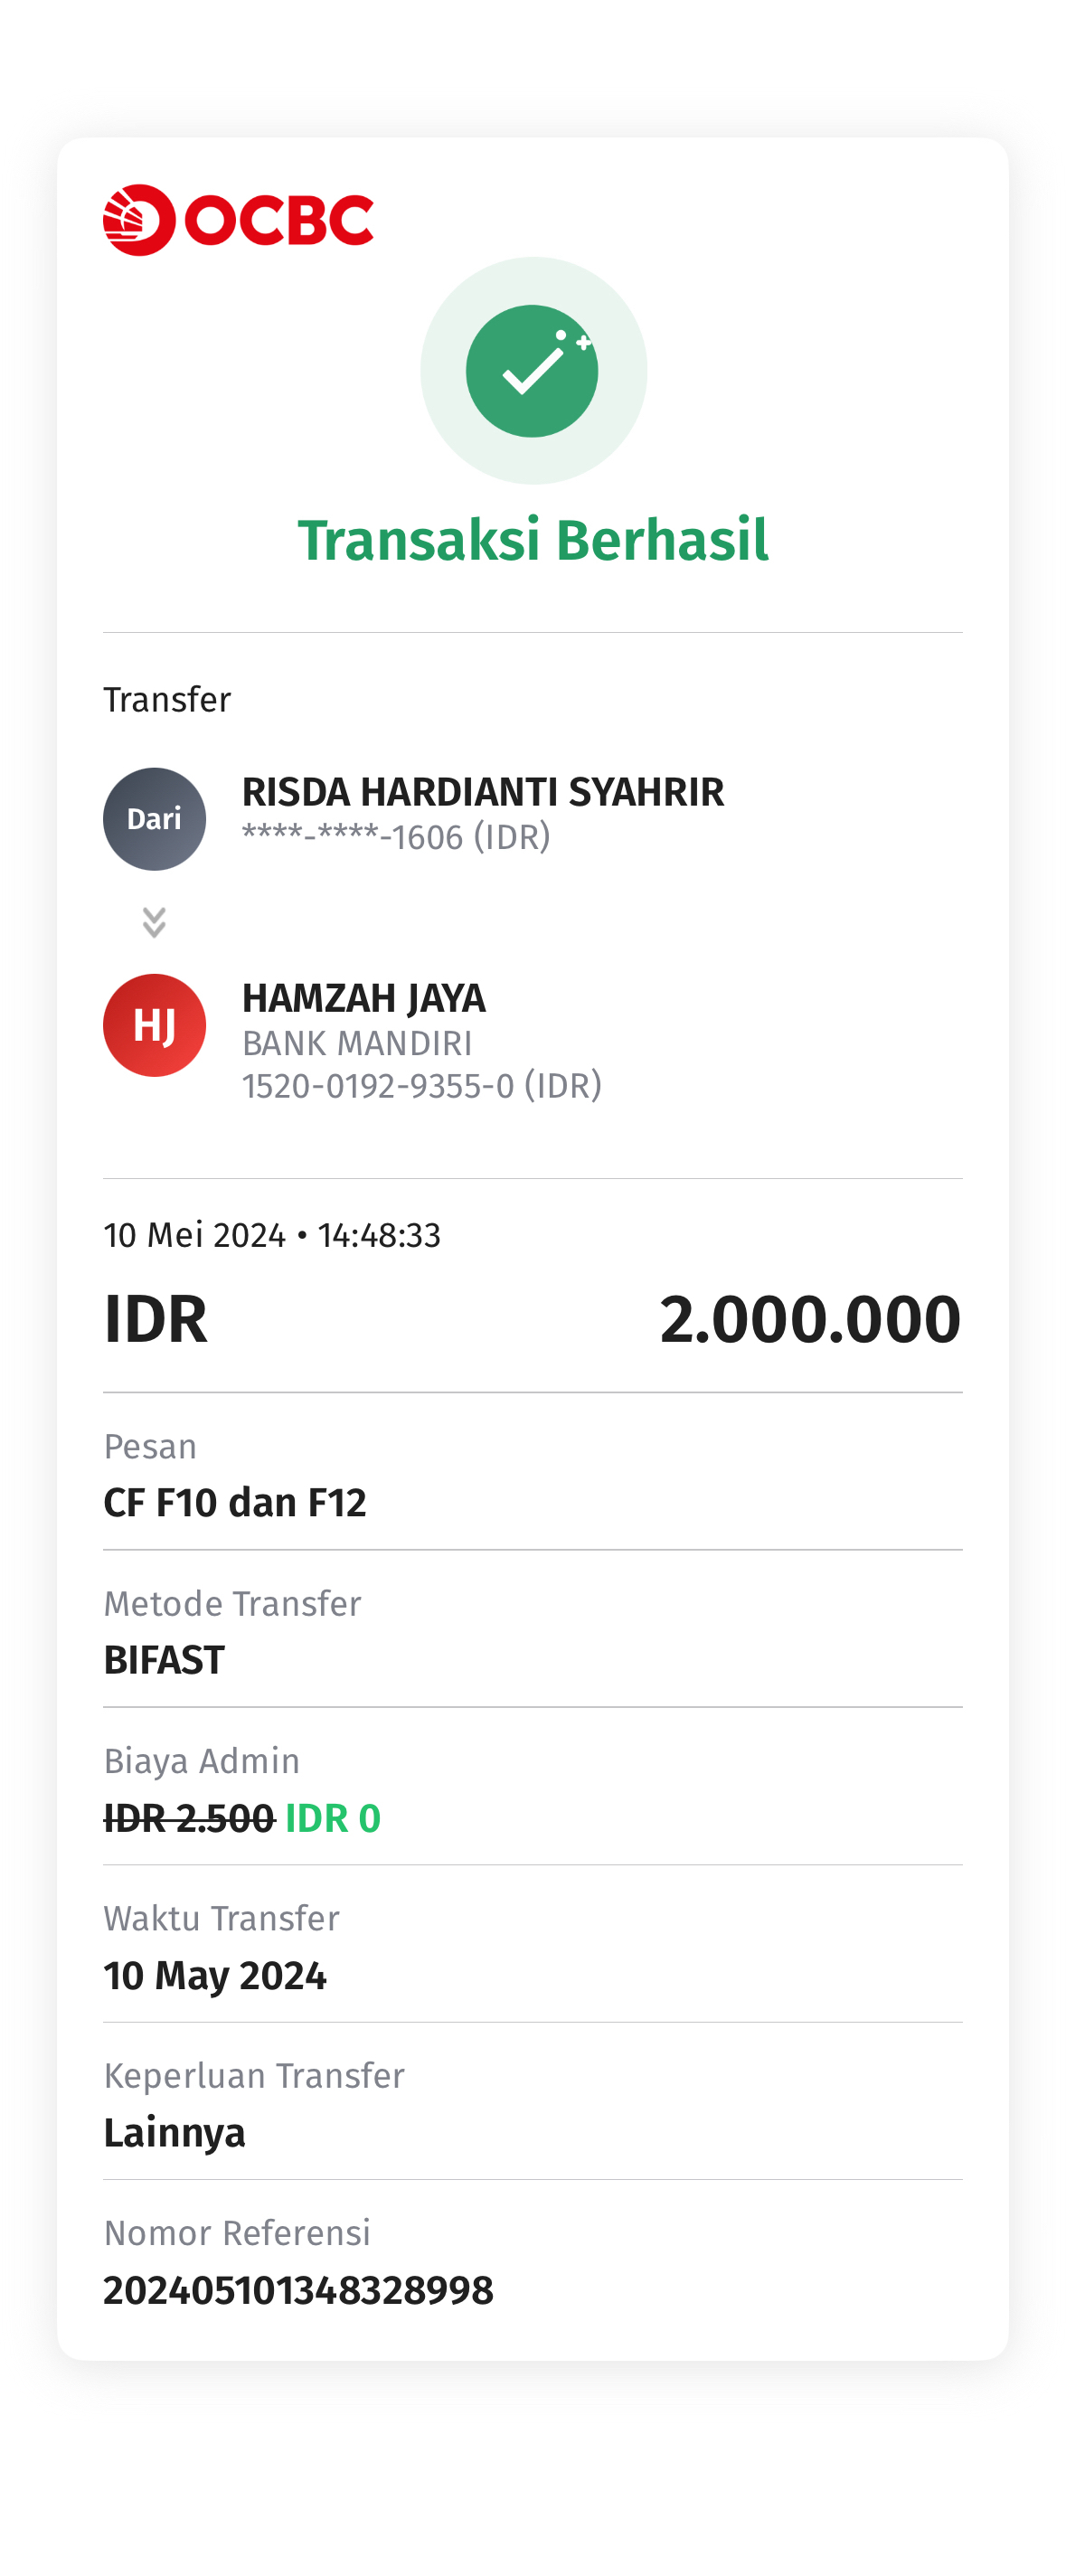 OCBC
Transaksi Berhasil
Transfer
Dari
RISDA HARDIANTI SYAHRIR
****-****-1606 (IDR)
HJ
HAMZAH JAYA
BANK MANDIRI
1520-0192-9355-0 (IDR)
10 Mei 2024 • 14:48:33
IDR 2.000.000
Pesan
CF F10 dan F12
Metode Transfer
BIFAST
Biaya Admin
IDR 2.500 IDR 0
Waktu Transfer
10 May 2024
Keperluan Transfer
Lainnya
Nomor Referensi
202405101348328998